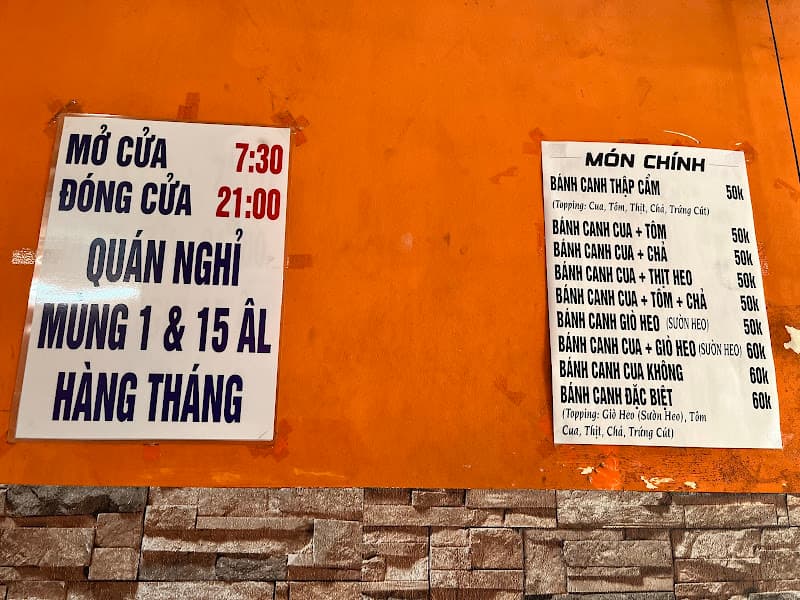 MỞ CỬA 7:30
ĐÓNG CỬA 21:00
QUÁN NGHỈ
MÙNG 1 & 15 ÂL
HÀNG THÁNG
MÓN CHÍNH
BÁNH CANH THẬP CẨM 50k
(Topping: Cua, Tôm, Thịt, Chả, Trứng Cút)
BÁNH CANH CUA + TÔM 50k
BÁNH CANH CUA + CHẢ 50k
BÁNH CANH CUA + THỊT HEO 50k
BÁNH CANH CUA + TÔM + CHẢ 50k
BÁNH CANH GIÒ HEO (SƯỜN HEO) 50k
BÁNH CANH CUA + GIÒ HEO (SƯỜN HEO) 60k
BÁNH CANH CUA KHÔNG 60k
BÁNH CANH ĐẶC BIỆT 60k
(Topping: Giò Heo (Sườn Heo), Tôm
Cua, Thịt, Chả, Trứng Cút)